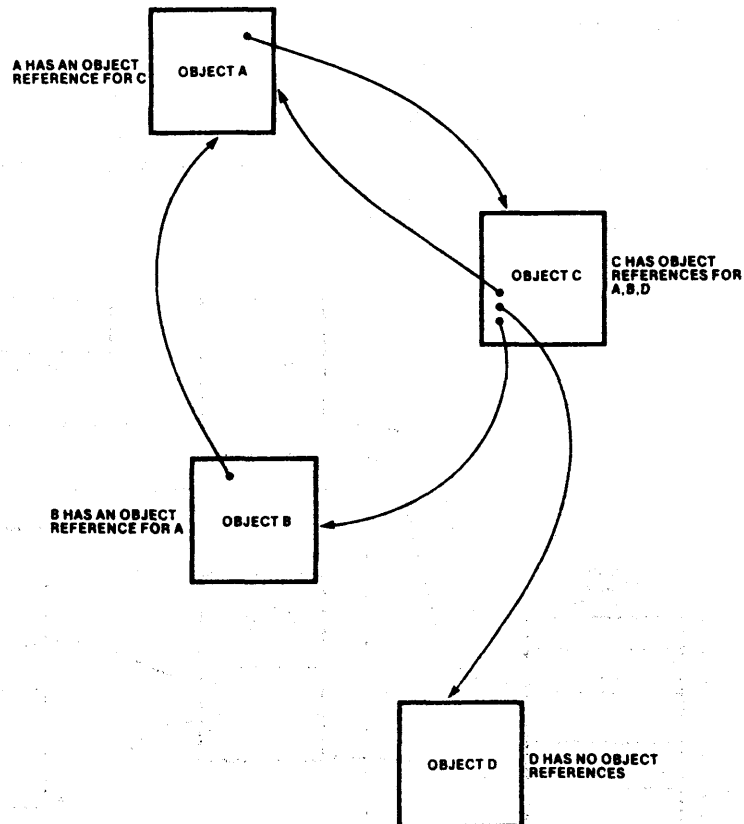 A HAS AN OBJECT
REFERENCE FOR C
OBJECT A
OBJECT C
C HAS OBJECT
REFERENCES FOR
A,B,D
B HAS AN OBJECT
REFERENCE FOR A
OBJECT B
OBJECT D
D HAS NO OBJECT
REFERENCES